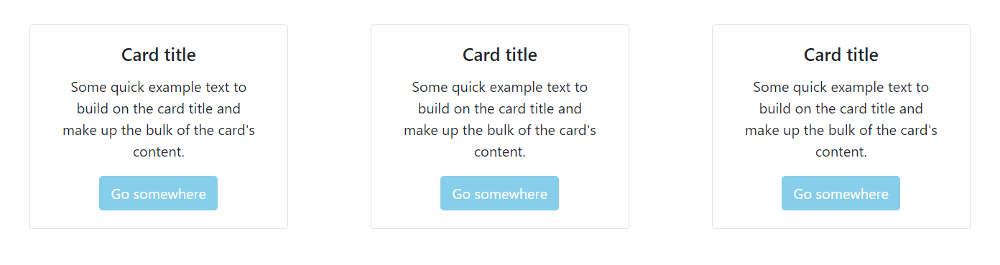 Card title
Some quick example text to
build on the card title and
make up the bulk of the card's
content.
Go somewhere
Card title
Some quick example text to
build on the card title and
make up the bulk of the card's
content.
Go somewhere
Card title
Some quick example text to
build on the card title and
make up the bulk of the card's
content.
Go somewhere